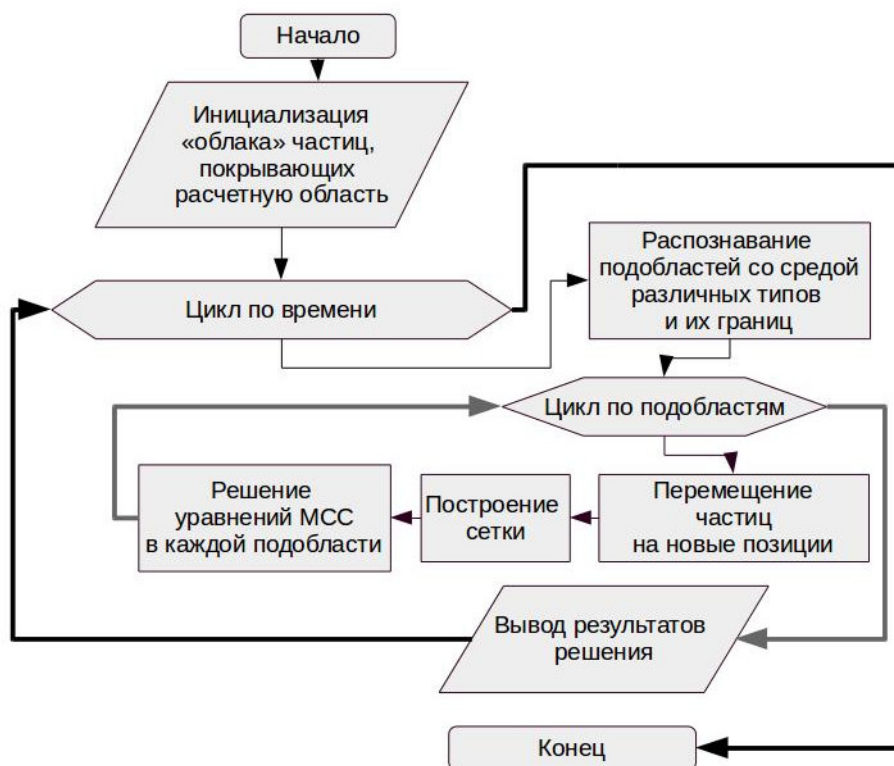 Начало
Инициализация
«облака» частиц,
покрывающих
расчетную область
Цикл по времени
Распознавание
подобластей со средой
различных типов
и их границ
Цикл по подобластям
Перемещение
частиц
на новые позиции
Построение
сетки
Решение
уравнений МСС
в каждой подобласти
Вывод результатов
решения
Конец